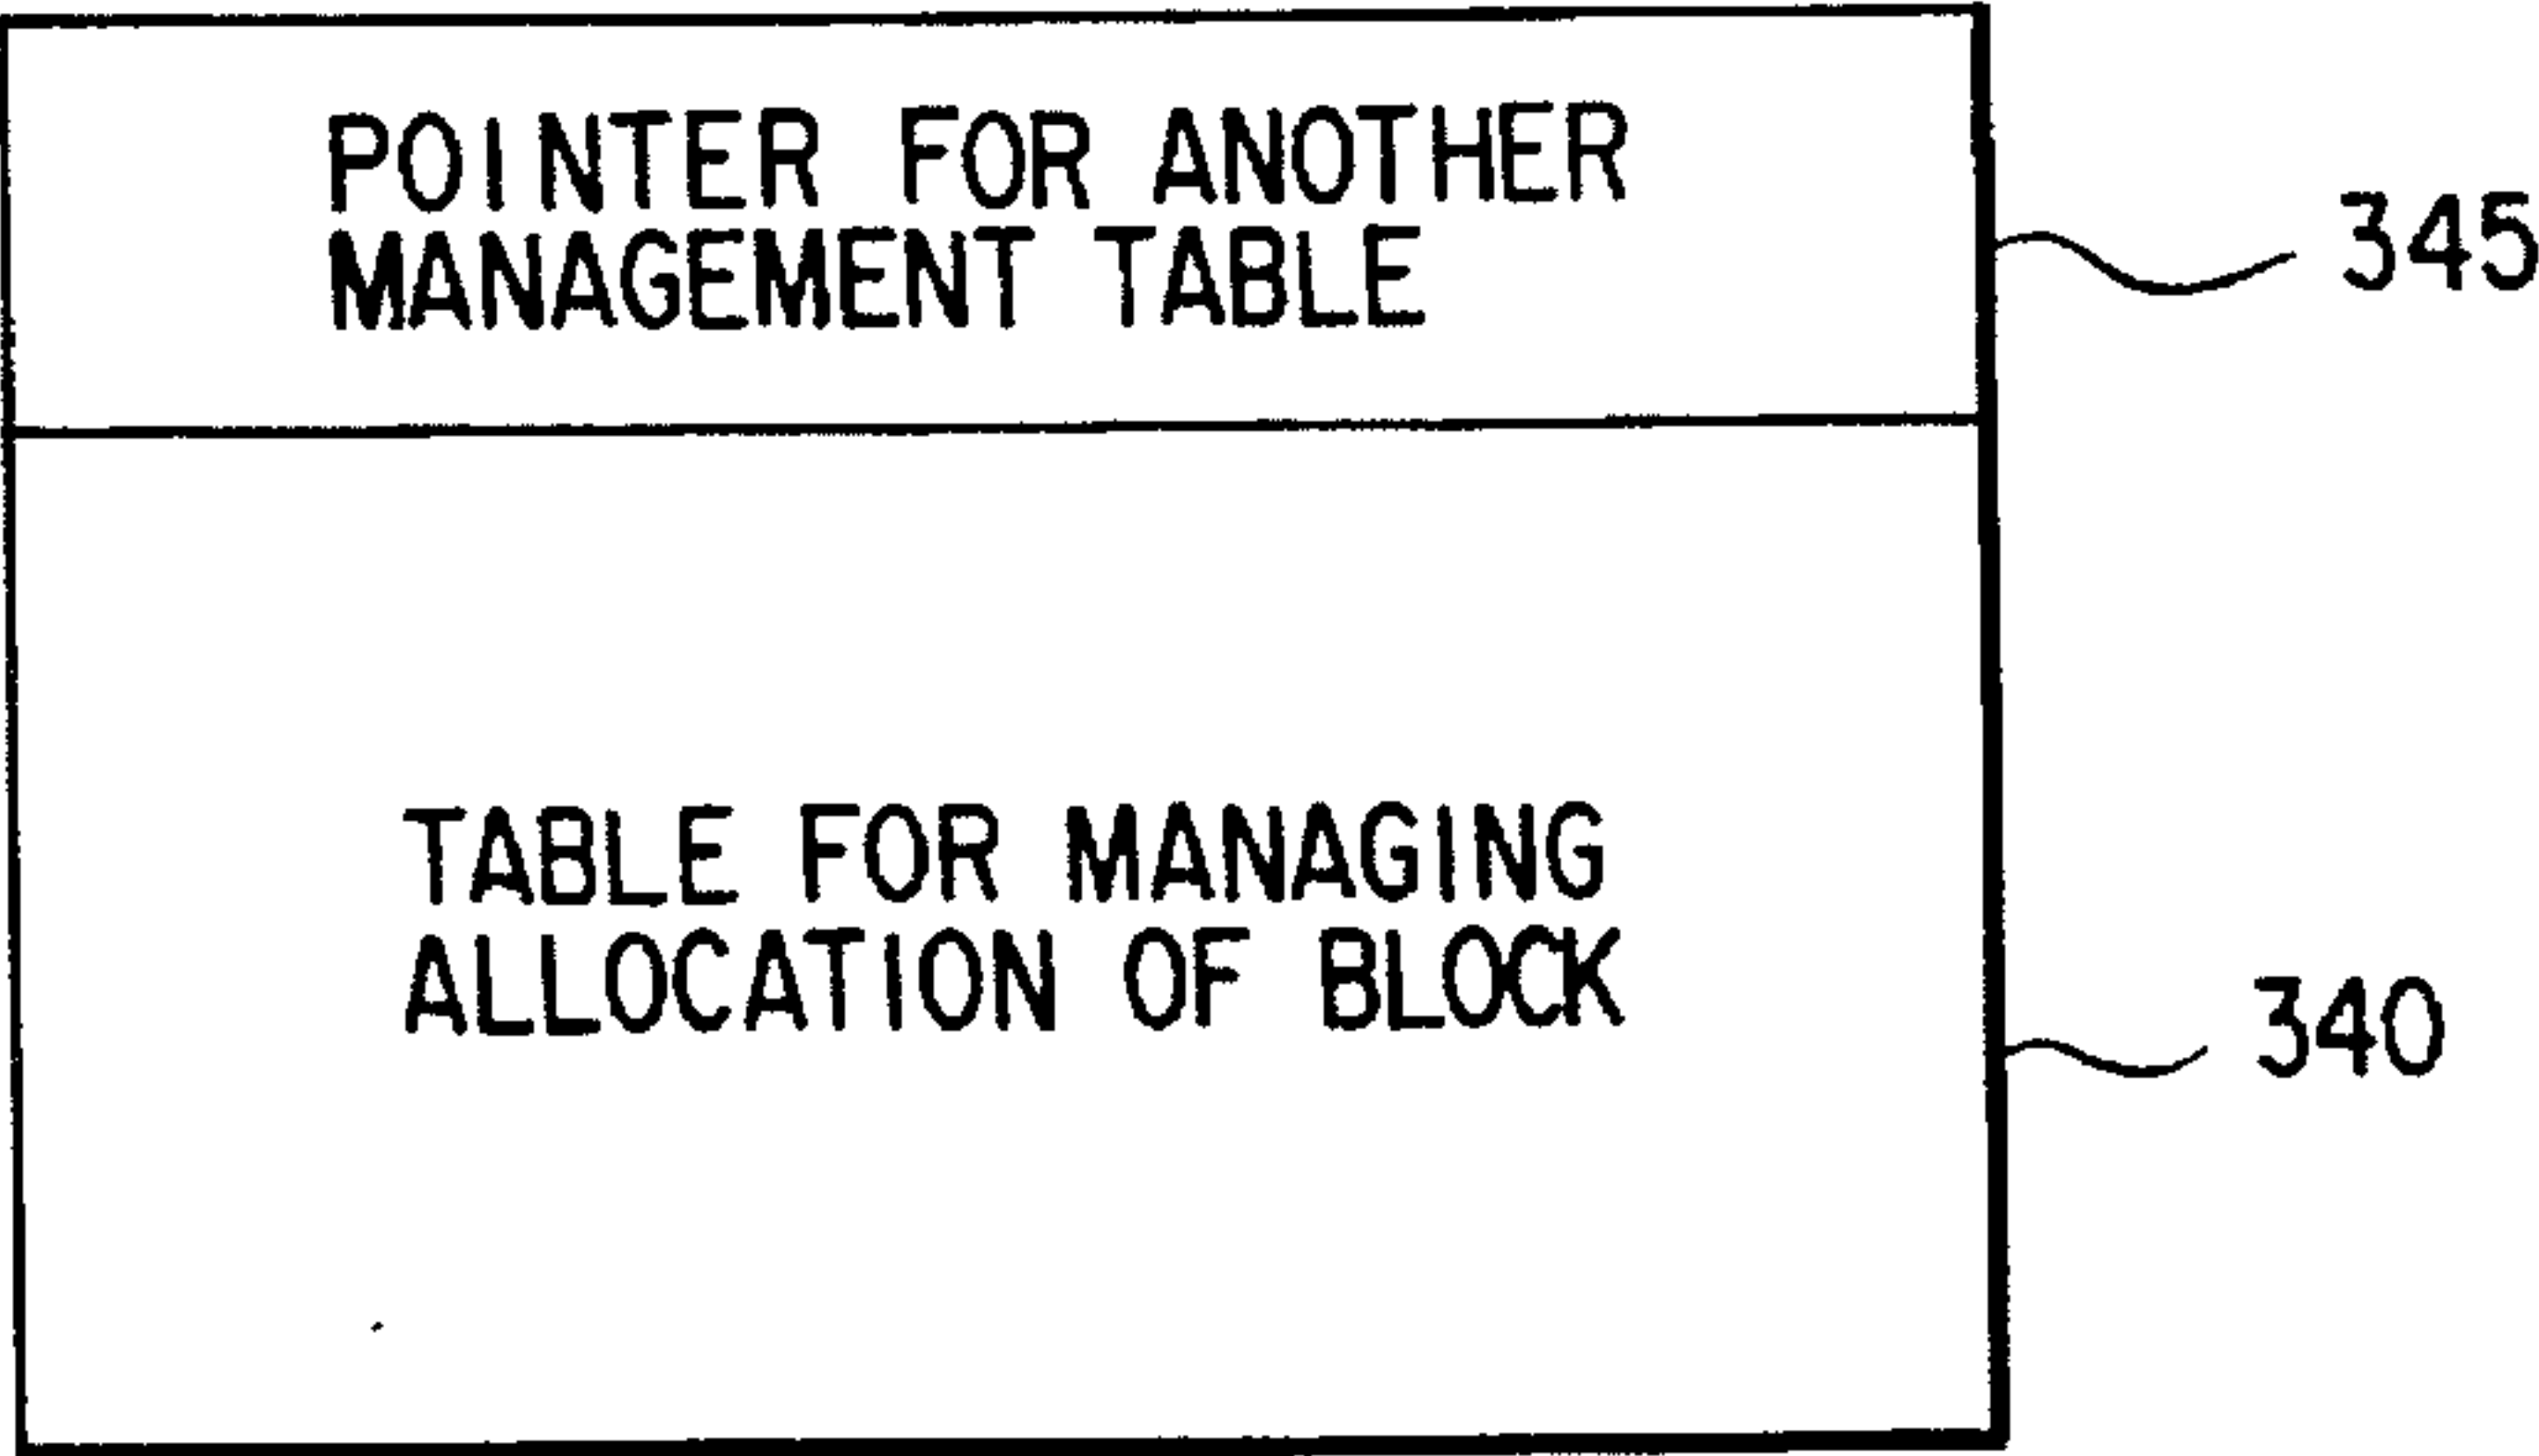 POINTER FOR ANOTHER
MANAGEMENT TABLE
345
TABLE FOR MANAGING
ALLOCATION OF BLOCK
340